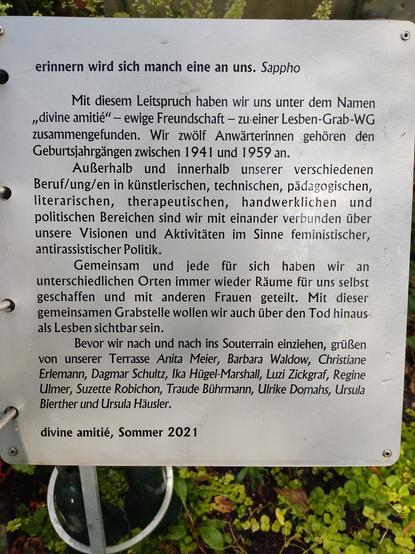 erinnern wird sich manch eine an uns. Sappho
Mit diesem Leitspruch haben wir uns unter dem Namen
„divine amitié“ – ewige Freundschaft – zu einer Lesben-Grab-WG
zusammengefunden. Wir zwölf Anwärterinnen gehören den
Geburtsjahrgängen zwischen 1941 und 1959 an.
Außerhalb und innerhalb unserer verschiedenen
Beruf/ung/en in künstlerischen, technischen, pädagogischen,
literarischen, therapeutischen, handwerklichen und
politischen Bereichen sind wir mit einander verbunden über
unsere Visionen und Aktivitäten im Sinne feministischer,
antirassistischer Politik.
Gemeinsam und jede für sich haben wir an
unterschiedlichen Orten immer wieder Räume für uns selbst
geschaffen und mit anderen Frauen geteilt. Mit dieser
gemeinsamen Grabstelle wollen wir auch über den Tod hinaus
als Lesben sichtbar sein.
Bevor wir nach und nach ins Souterrain einziehen, grüßen
von unserer Terrasse Anita Meier, Barbara Waldow, Christiane
Erlemann, Dagmar Schultz, Ika Hügel-Marshall, Luzi Zickgraf, Regine
Ulmer, Suzette Robichon, Traude Bührmann, Ulrike Domahs, Ursula
Bierther und Ursula Häusler.
divine amitié, Sommer 2021